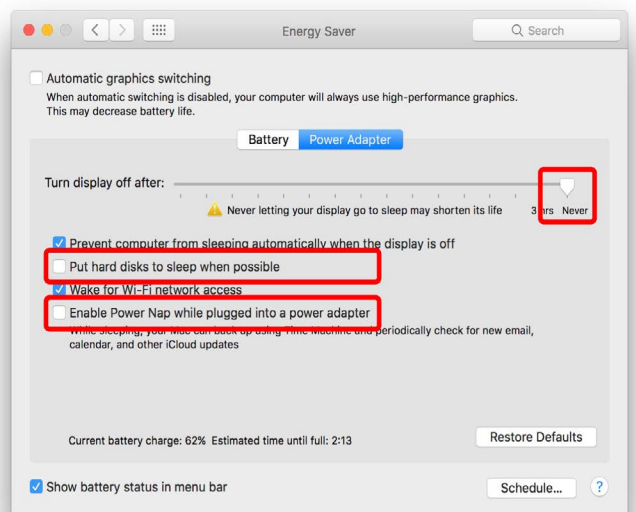 Energy Saver
Search
Automatic graphics switching
When automatic switching is disabled, your computer will always use high-performance graphics.
This may decrease battery life.
Battery Power Adapter
Turn display off after:
Never letting your display go to sleep may shorten its life 3 hrs Never
Prevent computer from sleeping automatically when the display is off
Put hard disks to sleep when possible
Wake for Wi-Fi network access
Enable Power Nap while plugged into a power adapter
While sleeping, your Mac can back up using Time Machine and periodically check for new email,
calendar, and other iCloud updates
Current battery charge: 62% Estimated time until full: 2:13
Restore Defaults
Show battery status in menu bar
Schedule...
?